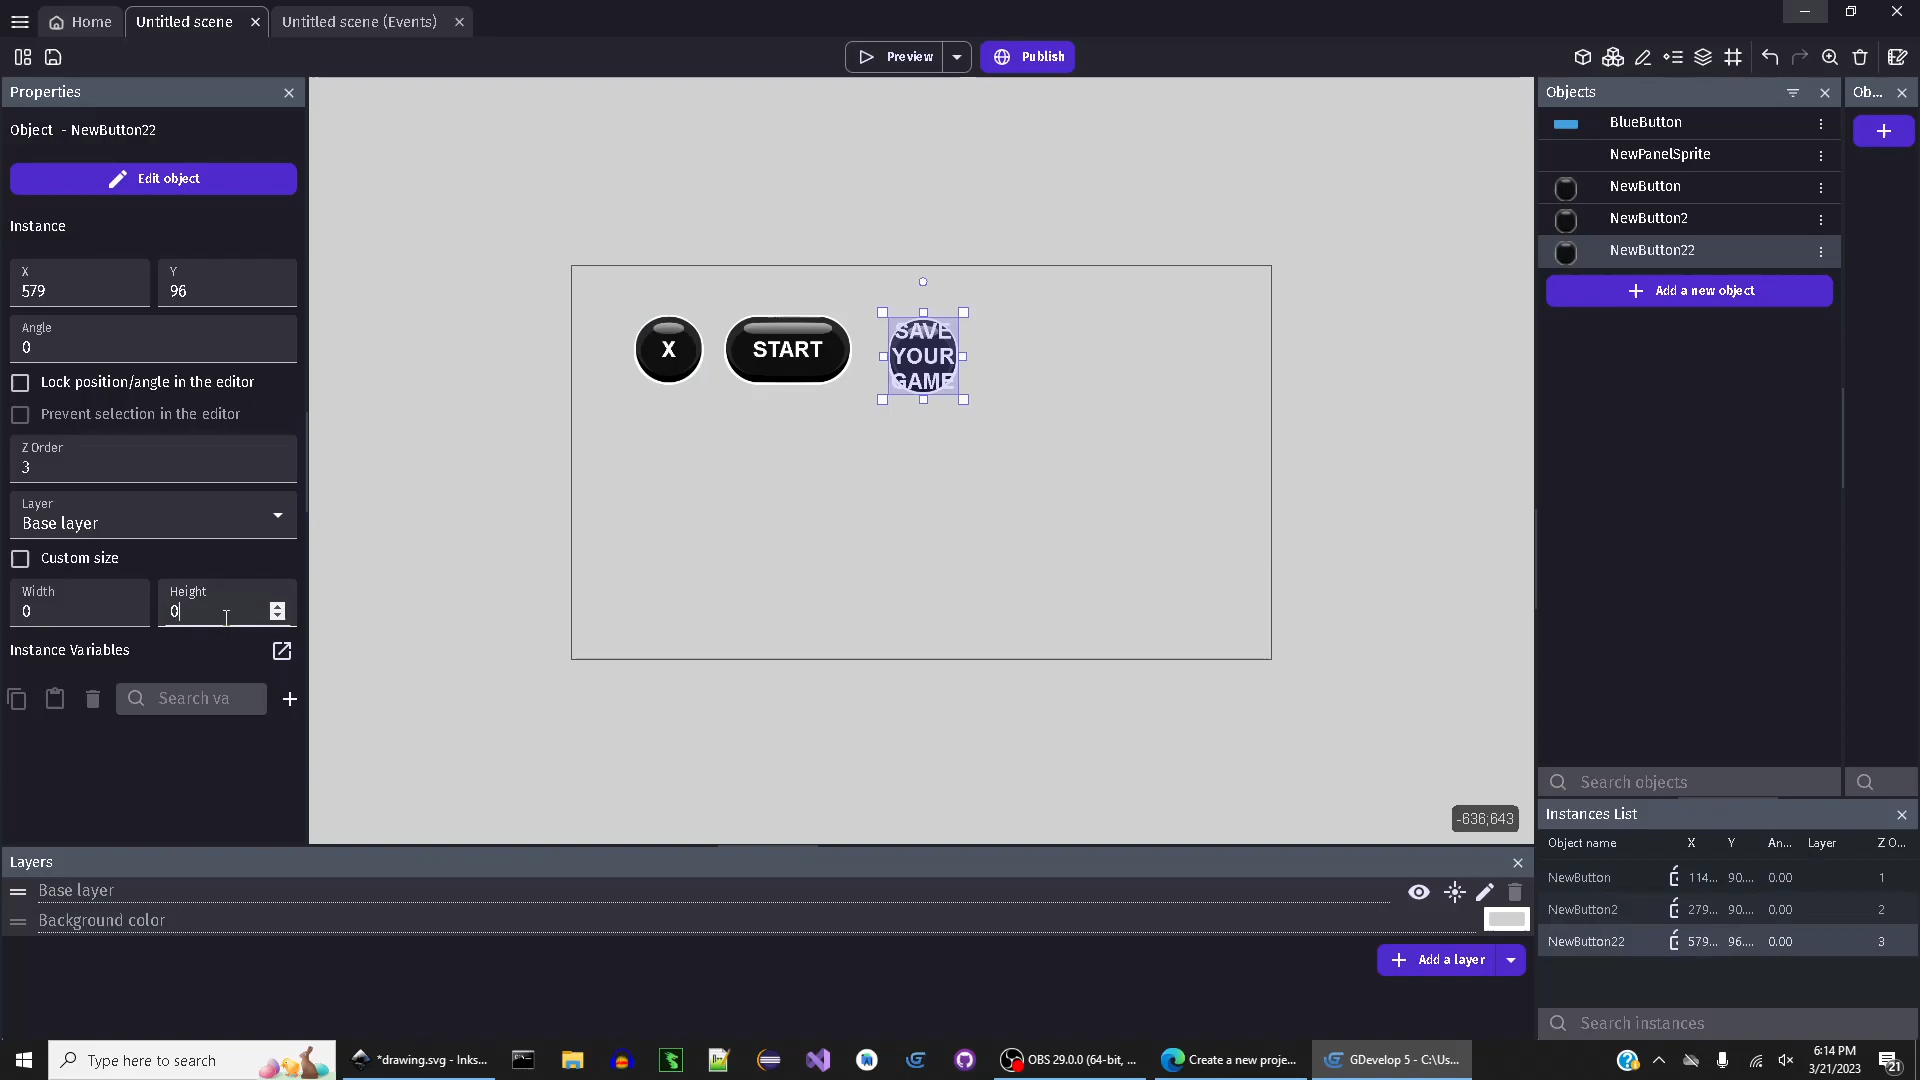 Home
Untitled scene
Untitled scene (Events)
Preview
Publish
Properties
Object - NewButton22
Edit object
Instance
X
579
Y
96
Angle
0
Lock position/angle in the editor
Prevent selection in the editor
Z Order
3
Layer
Base layer
Custom size
Width
0
Height
0
Instance Variables
Search va
X
START
SAVE
YOUR
GAME
-636;643
Objects
Ob...
BlueButton
NewPanelSprite
NewButton
NewButton2
NewButton22
Add a new object
Search objects
Instances List
Object name X Y An... Layer Z O...
NewButton 114... 90.... 0.00 1
NewButton2 279... 90.... 0.00 2
NewButton22 579... 96.... 0.00 3
Search instances
Layers
Base layer
Background color
Add a layer
Type here to search
*drawing.svg - Inks...
OBS 29.0.0 (64-bit, ...
Create a new proje...
GDevelop 5 - C:\Us...
6:14 PM
3/21/2023
21